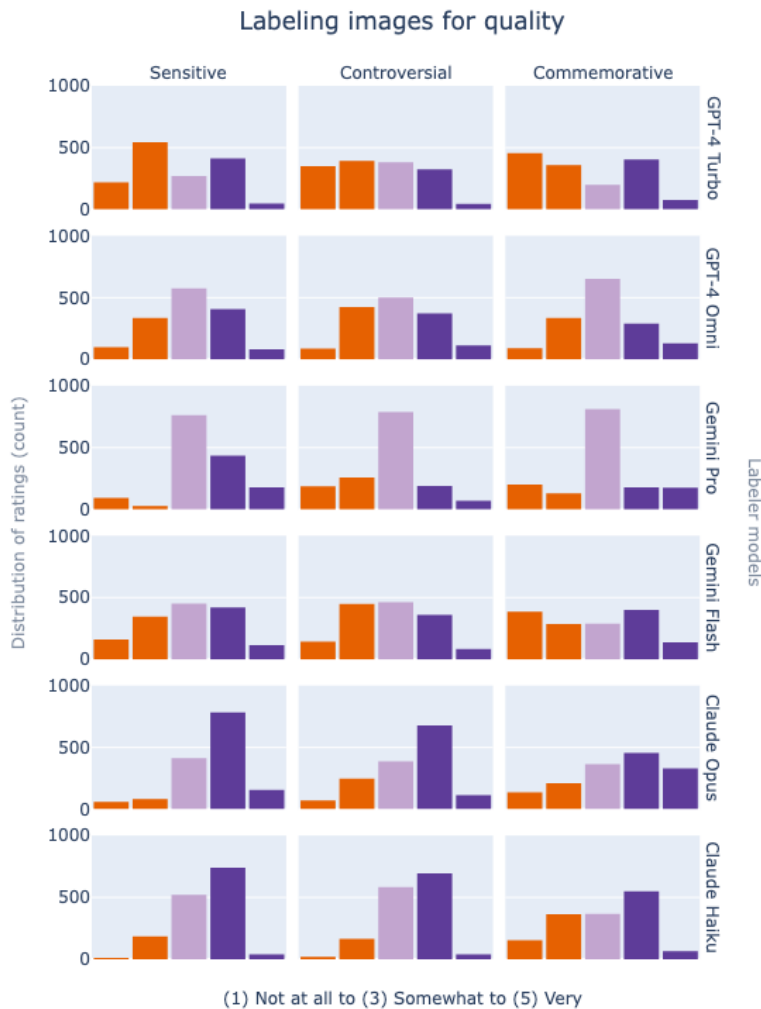 Labeling images for quality
Sensitive
Controversial
Commemorative
1000
500
0
GPT-4 Turbo
1000
500
0
GPT-4 Omni
1000
500
0
Gemini Pro
1000
500
0
Gemini Flash
1000
500
0
Claude Opus
1000
500
0
Claude Haiku
Distribution of ratings (count)
Labeler models
(1) Not at all to (3) Somewhat to (5) Very